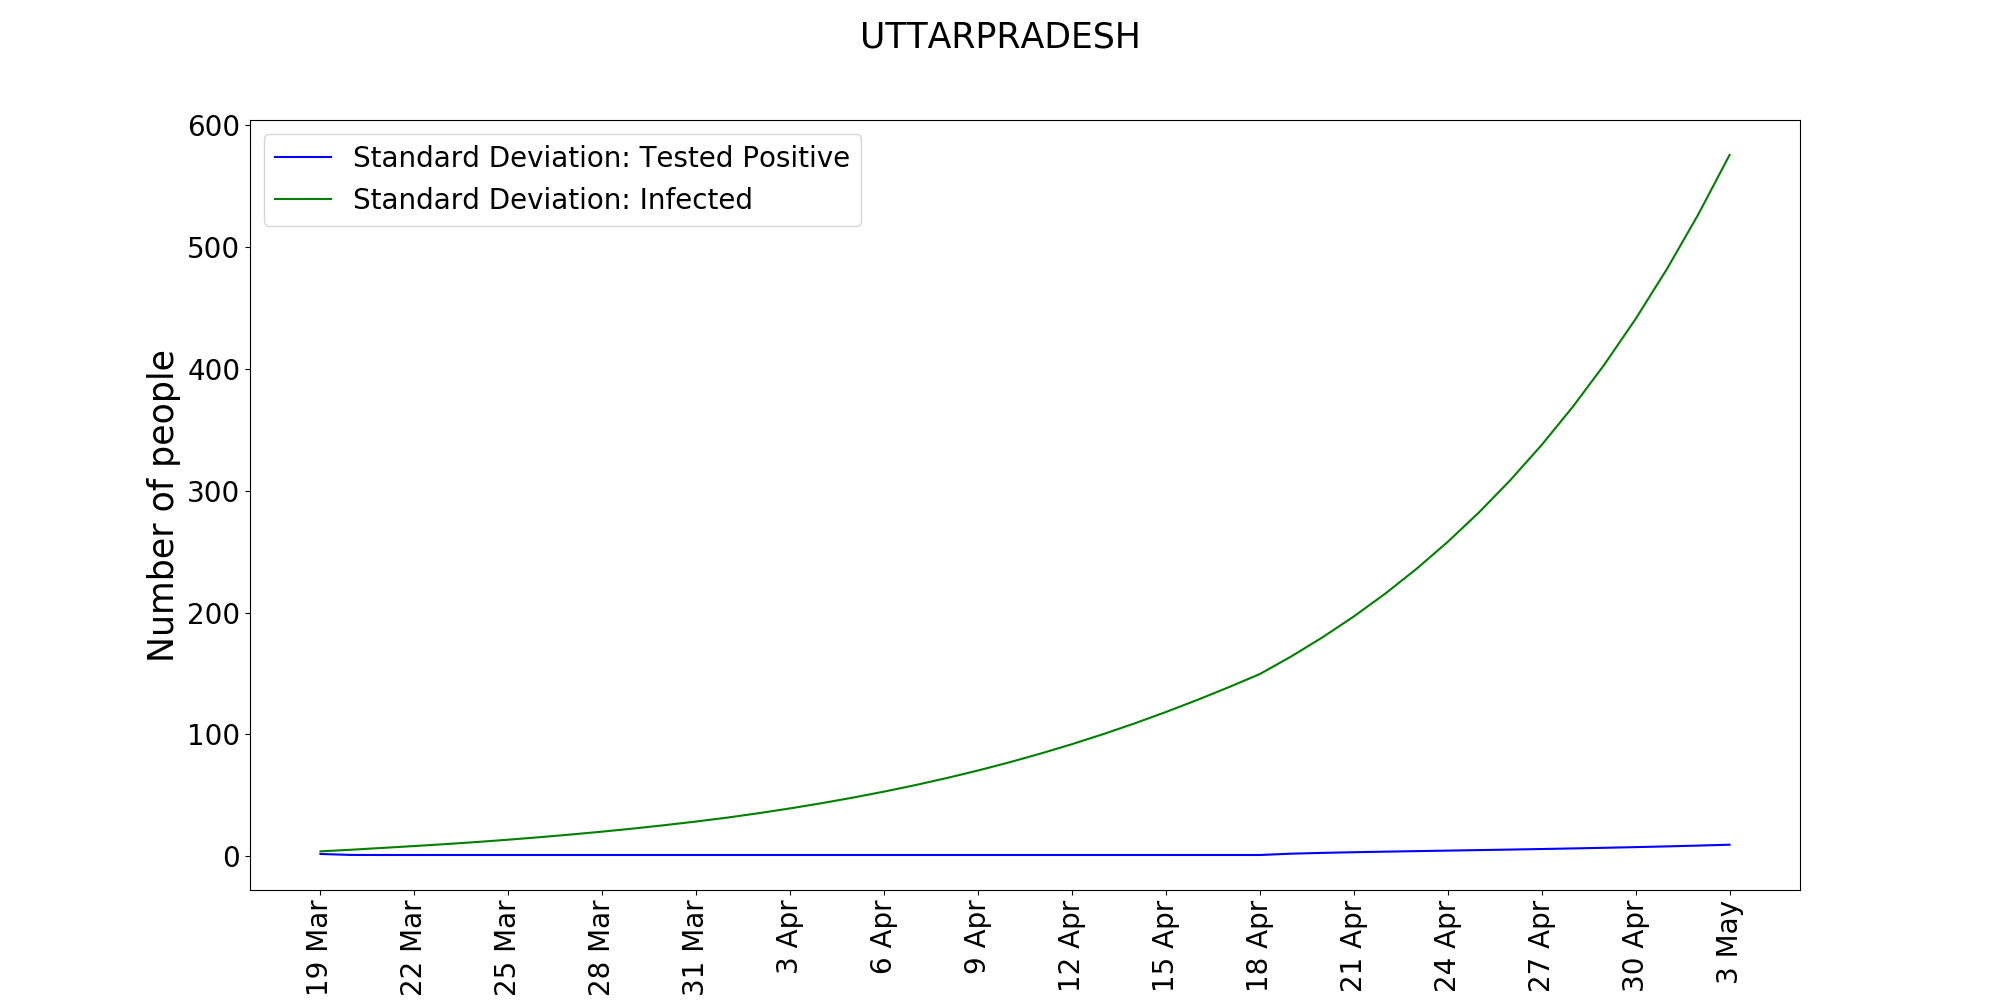 UTTARPRADESH
600
500
400
300
200
100
0
Number of people
Standard Deviation: Tested Positive
Standard Deviation: Infected
19 Mar
22 Mar
25 Mar
28 Mar
31 Mar
3 Apr
6 Apr
9 Apr
12 Apr
15 Apr
18 Apr
21 Apr
24 Apr
27 Apr
30 Apr
3 May